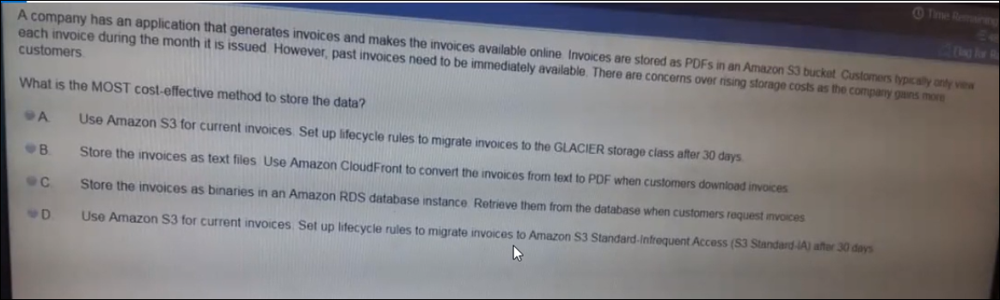 Time Remaining
Flag for Re
A company has an application that generates invoices and makes the invoices available online. Invoices are stored as PDFs in an Amazon S3 bucket. Customers typically only view
each invoice during the month it is issued. However, past invoices need to be immediately available. There are concerns over rising storage costs as the company gains more
customers.
What is the MOST cost-effective method to store the data?
A. Use Amazon S3 for current invoices. Set up lifecycle rules to migrate invoices to the GLACIER storage class after 30 days.
B. Store the invoices as text files. Use Amazon CloudFront to convert the invoices from text to PDF when customers download invoices.
C. Store the invoices as binaries in an Amazon RDS database instance. Retrieve them from the database when customers request invoices.
D. Use Amazon S3 for current invoices. Set up lifecycle rules to migrate invoices to Amazon S3 Standard-Infrequent Access (S3 Standard-IA) after 30 days.